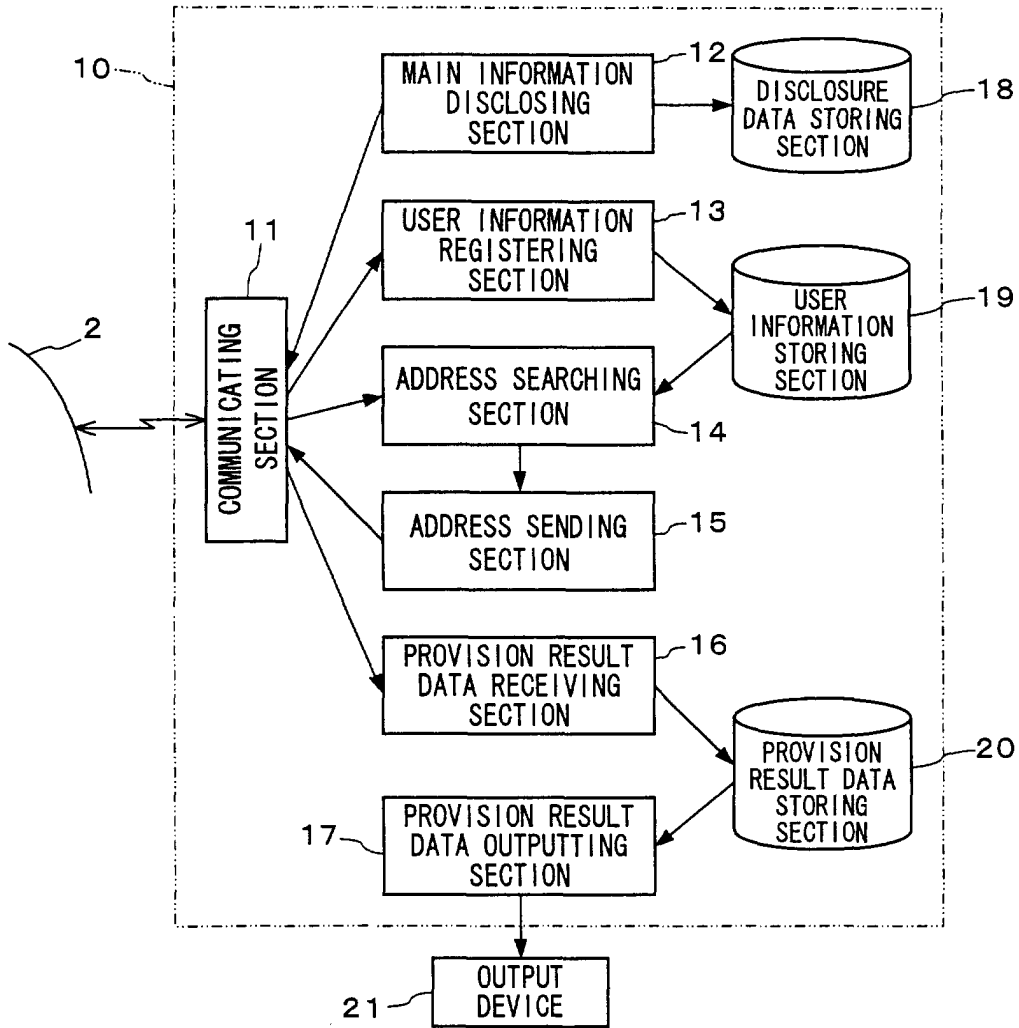 10
MAIN INFORMATION
DISCLOSING
SECTION
12
DISCLOSURE
DATA STORING
SECTION
18
11
USER INFORMATION
REGISTERING
SECTION
13
USER
INFORMATION
STORING
SECTION
19
2
COMMUNICATING
SECTION
ADDRESS SEARCHING
SECTION
14
ADDRESS SENDING
SECTION
15
PROVISION RESULT
DATA RECEIVING
SECTION
16
PROVISION
RESULT DATA
STORING
SECTION
20
17
PROVISION RESULT
DATA OUTPUTTING
SECTION
OUTPUT
DEVICE
21